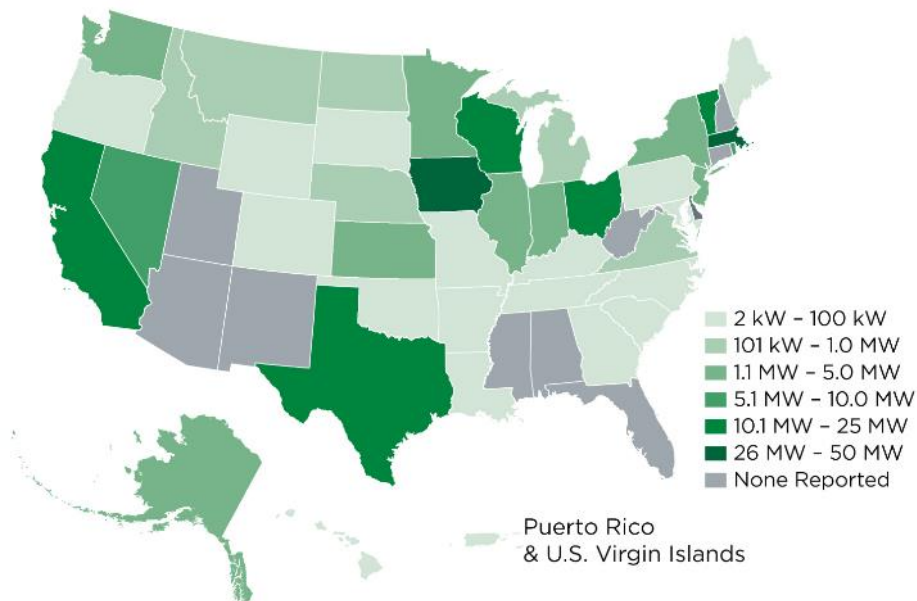 2 kW – 100 kW
101 kW – 1.0 MW
1.1 MW – 5.0 MW
5.1 MW – 10.0 MW
10.1 MW – 25 MW
26 MW – 50 MW
None Reported
Puerto Rico
& U.S. Virgin Islands